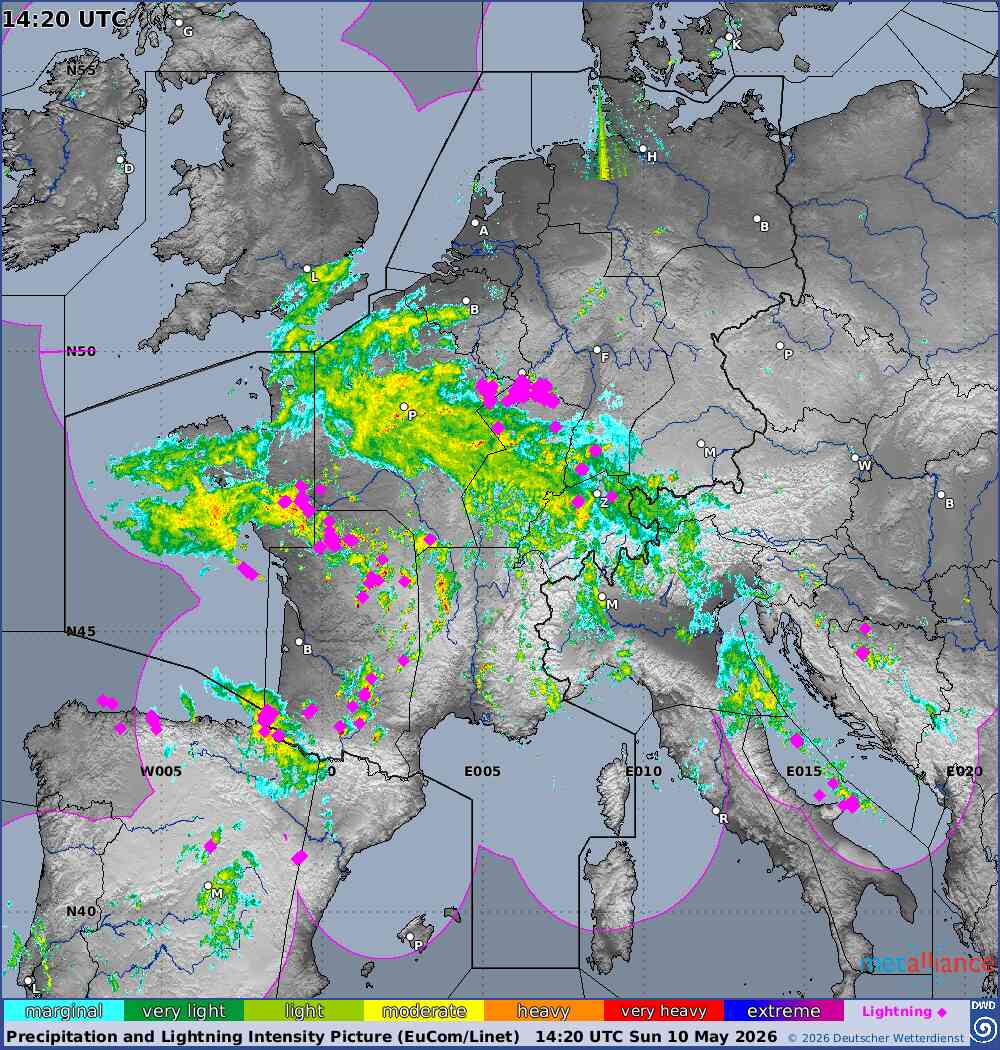 14:20 UTC
G
K
N55
D
H
A
B
B
L
N50
F
P
P
M
W
Z
B
M
N45
B
W005
0
E005
E010
E015
E020
R
M
N40
P
metalliance
L
marginal very light light moderate heavy very heavy extreme Lightning
DWD
Precipitation and Lightning Intensity Picture (EuCom/Linet) 14:20 UTC Sun 10 May 2026 © 2026 Deutscher Wetterdienst